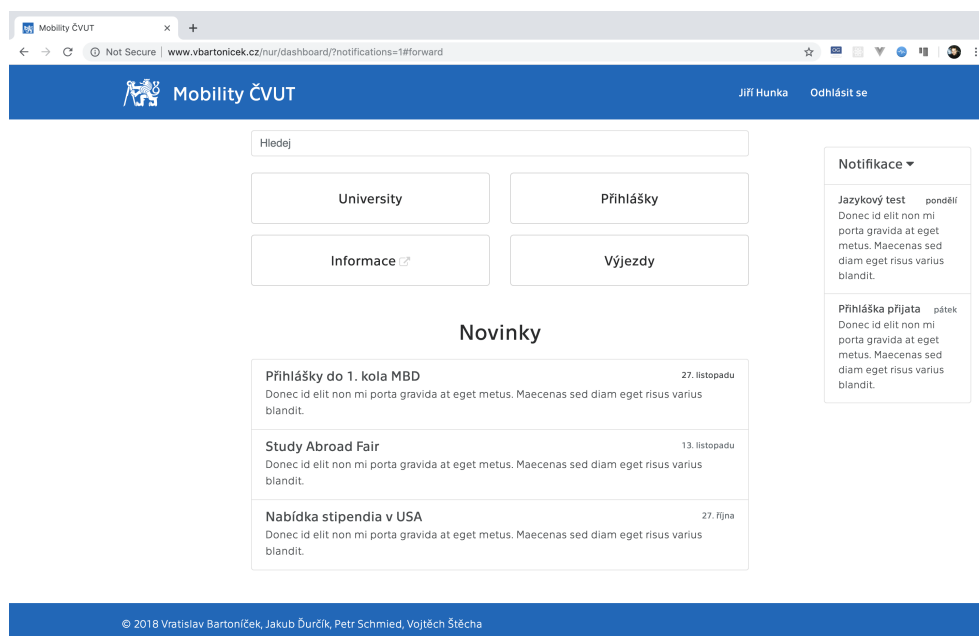 Mobility ČVUT
Not Secure www.vbartonicek.cz/nur/dashboard/?notifications=1#forward
Mobility ČVUT
Jiří Hunka
Odhlásit se
Hledej
University
Přihlášky
Informace
Výjezdy
Novinky
Přihlášky do 1. kola MBD 27. listopadu
Donec id elit non mi porta gravida at eget metus. Maecenas sed diam eget risus varius
blandit.
Study Abroad Fair 13. listopadu
Donec id elit non mi porta gravida at eget metus. Maecenas sed diam eget risus varius
blandit.
Nabídka stipendia v USA 27. října
Donec id elit non mi porta gravida at eget metus. Maecenas sed diam eget risus varius
blandit.
Notifikace
Jazykový test pondělí
Donec id elit non mi
porta gravida at eget
metus. Maecenas sed
diam eget risus varius
blandit.
Přihláška přijata pátek
Donec id elit non mi
porta gravida at eget
metus. Maecenas sed
diam eget risus varius
blandit.
© 2018 Vratislav Bartoníček, Jakub Ďurčík, Petr Schmied, Vojtěch Štěcha